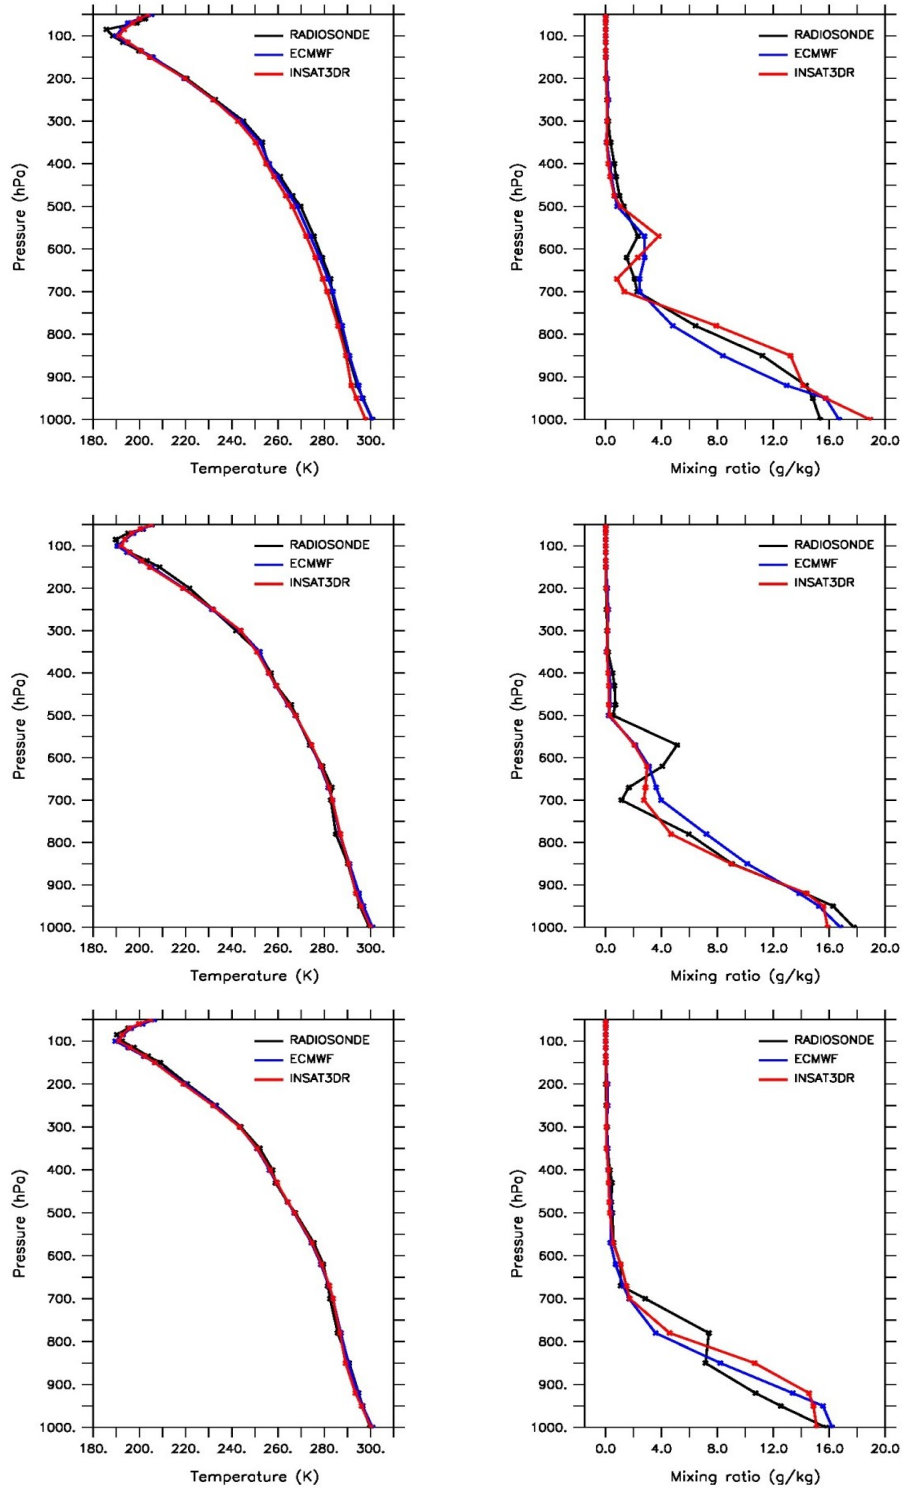 RADIOSONDE
ECMWF
INSAT3DR
100.
200.
300.
400.
500.
600.
700.
800.
900.
1000.
Pressure (hPa)
180. 200. 220. 240. 260. 280. 300.
Temperature (K)
RADIOSONDE
ECMWF
INSAT3DR
100.
200.
300.
400.
500.
600.
700.
800.
900.
1000.
Pressure (hPa)
0.0 4.0 8.0 12.0 16.0 20.0
Mixing ratio (g/kg)
RADIOSONDE
ECMWF
INSAT3DR
100.
200.
300.
400.
500.
600.
700.
800.
900.
1000.
Pressure (hPa)
180. 200. 220. 240. 260. 280. 300.
Temperature (K)
RADIOSONDE
ECMWF
INSAT3DR
100.
200.
300.
400.
500.
600.
700.
800.
900.
1000.
Pressure (hPa)
0.0 4.0 8.0 12.0 16.0 20.0
Mixing ratio (g/kg)
RADIOSONDE
ECMWF
INSAT3DR
100.
200.
300.
400.
500.
600.
700.
800.
900.
1000.
Pressure (hPa)
180. 200. 220. 240. 260. 280. 300.
Temperature (K)
RADIOSONDE
ECMWF
INSAT3DR
100.
200.
300.
400.
500.
600.
700.
800.
900.
1000.
Pressure (hPa)
0.0 4.0 8.0 12.0 16.0 20.0
Mixing ratio (g/kg)